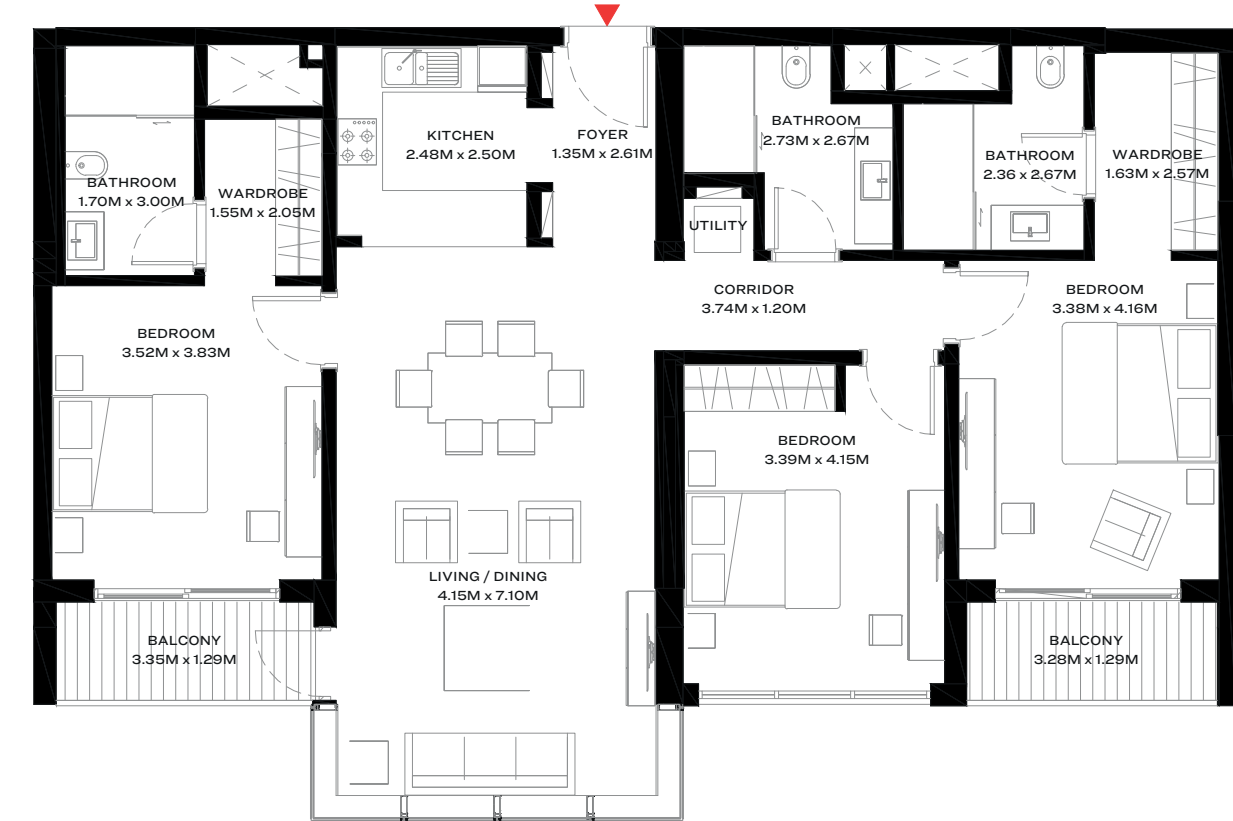 KITCHEN
2.48M x 2.50M
FOYER
1.35M x 2.61M
BATHROOM
2.73M x 2.67M
BATHROOM
2.36 x 2.67M
WARDROBE
1.63M x 2.57M
BATHROOM
1.70M x 3.00M
WARDROBE
1.55M x 2.05M
UTILITY
CORRIDOR
3.74M x 1.20M
BEDROOM
3.38M x 4.16M
BEDROOM
3.52M x 3.83M
BEDROOM
3.39M x 4.15M
LIVING / DINING
4.15M x 7.10M
BALCONY
3.35M x 1.29M
BALCONY
3.28M x 1.29M